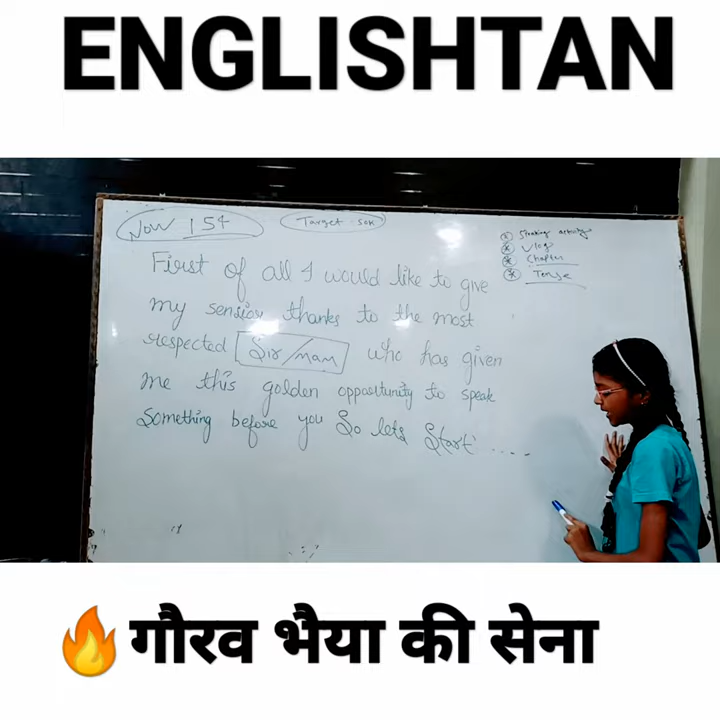 ENGLISHTAN
Now 154
Target 50K
Speaking activity
Vlog
Chapter
Tense
First of all I would like to give
my sensior thanks to the most
respected Sir/mam who has given
me this golden opportunity to speak
Something before you So lets Start ....
🔥गौरव भैया की सेना